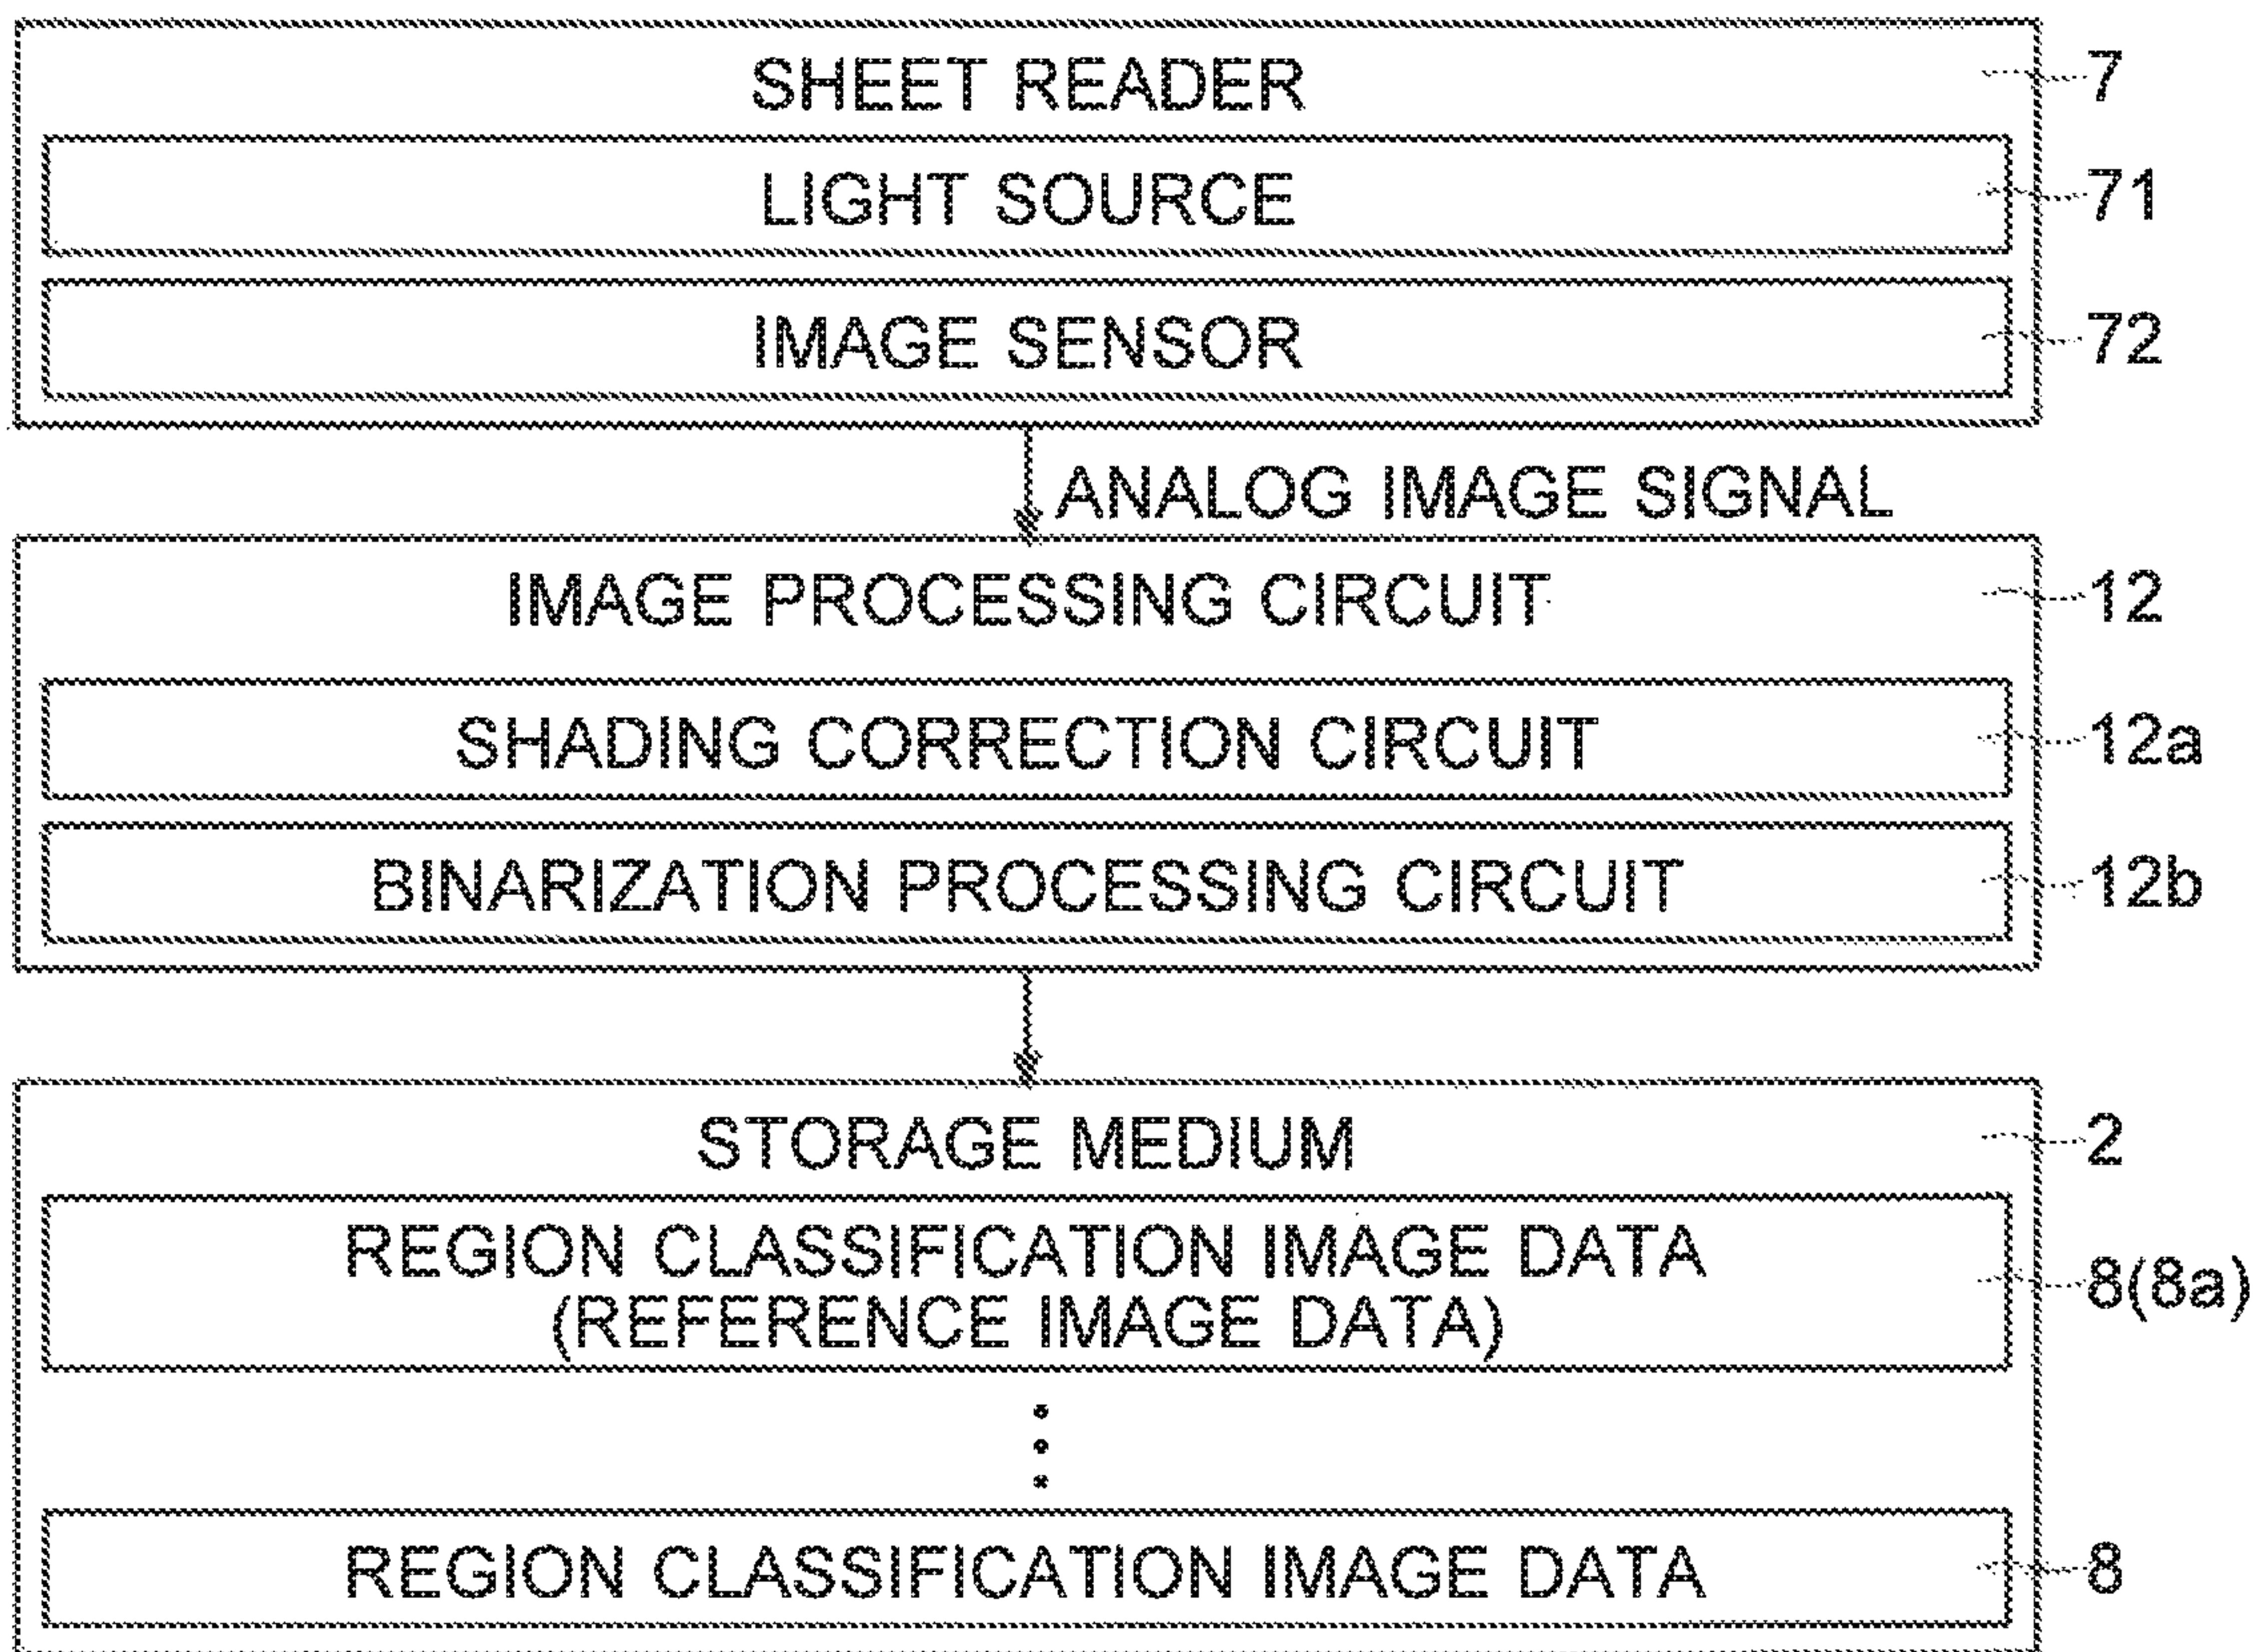 SHEET READER 7
LIGHT SOURCE 71
IMAGE SENSOR 72
ANALOG IMAGE SIGNAL
IMAGE PROCESSING CIRCUIT 12
SHADING CORRECTION CIRCUIT 12a
BINARIZATION PROCESSING CIRCUIT 12b
STORAGE MEDIUM 2
REGION CLASSIFICATION IMAGE DATA 8(8a)
(REFERENCE IMAGE DATA)
REGION CLASSIFICATION IMAGE DATA 8